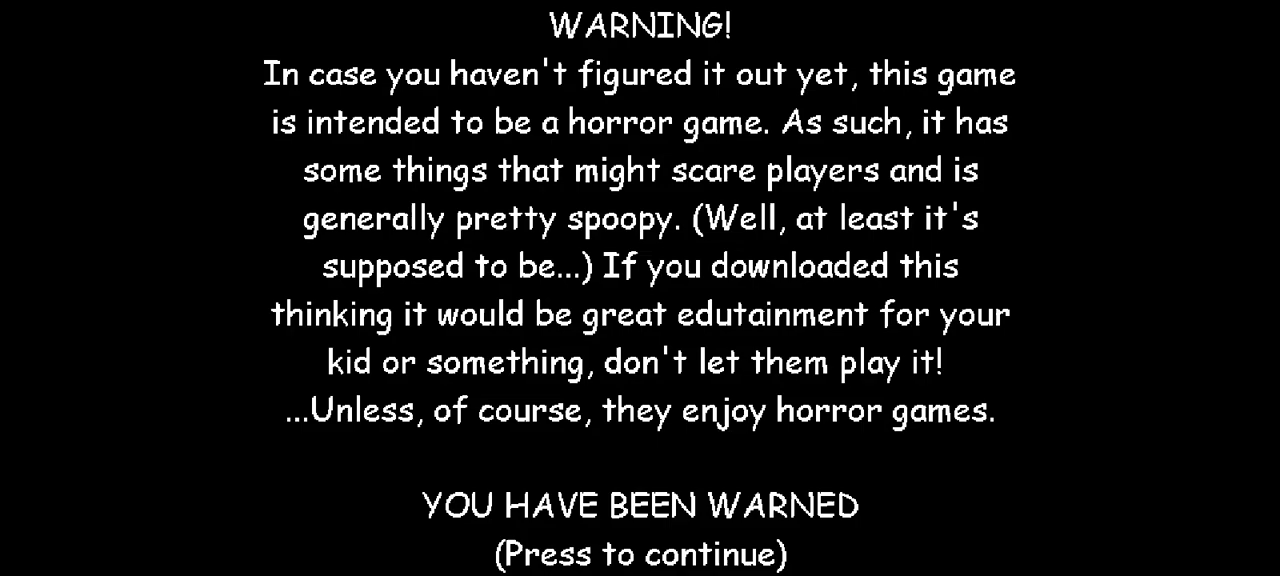 WARNING!
In case you haven't figured it out yet, this game
is intended to be a horror game. As such, it has
some things that might scare players and is
generally pretty spoopy. (Well, at least it's
supposed to be...) If you downloaded this
thinking it would be great edutainment for your
kid or something, don't let them play it!
...Unless, of course, they enjoy horror games.
YOU HAVE BEEN WARNED
(Press to continue)